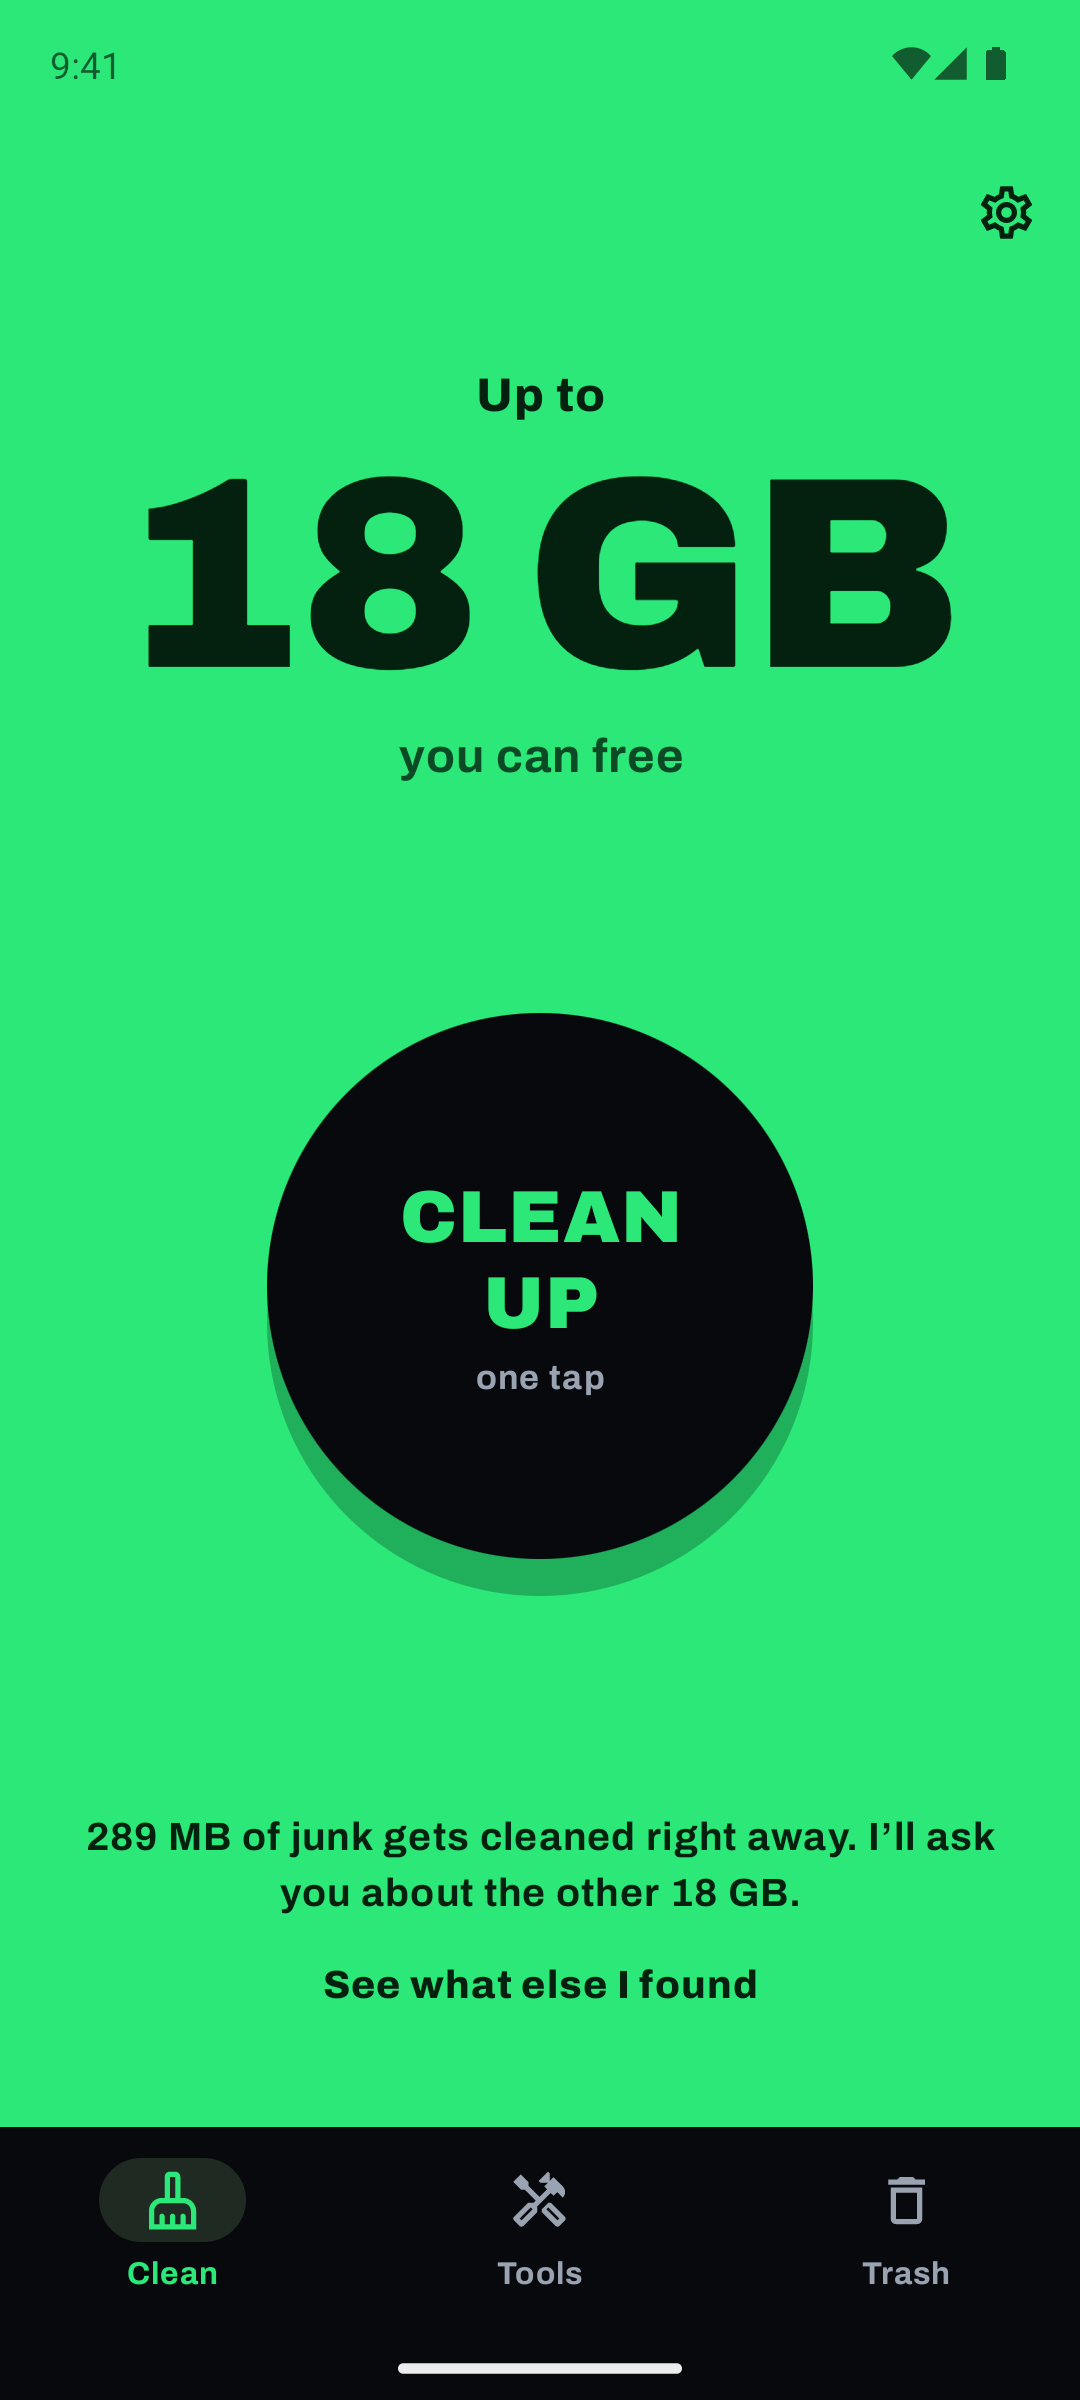 9:41
Up to
18 GB
you can free
CLEAN
UP
one tap
289 MB of junk gets cleaned right away. I’ll ask
you about the other 18 GB.
See what else I found
Clean
Tools
Trash